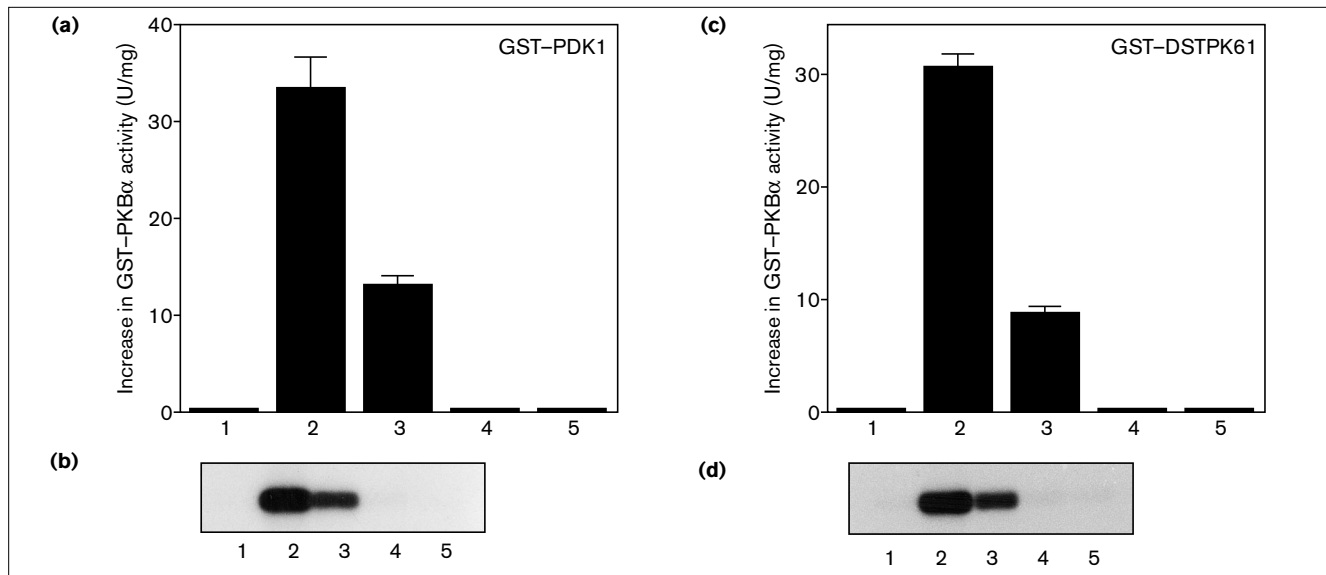 (a)
GST–PDK1
Increase in GST–PKBα activity (U/mg)
40
30
20
10
0
1 2 3 4 5
(b)
1 2 3 4 5
(c)
GST–DSTPK61
Increase in GST–PKBα activity (U/mg)
30
20
10
0
1 2 3 4 5
(d)
1 2 3 4 5